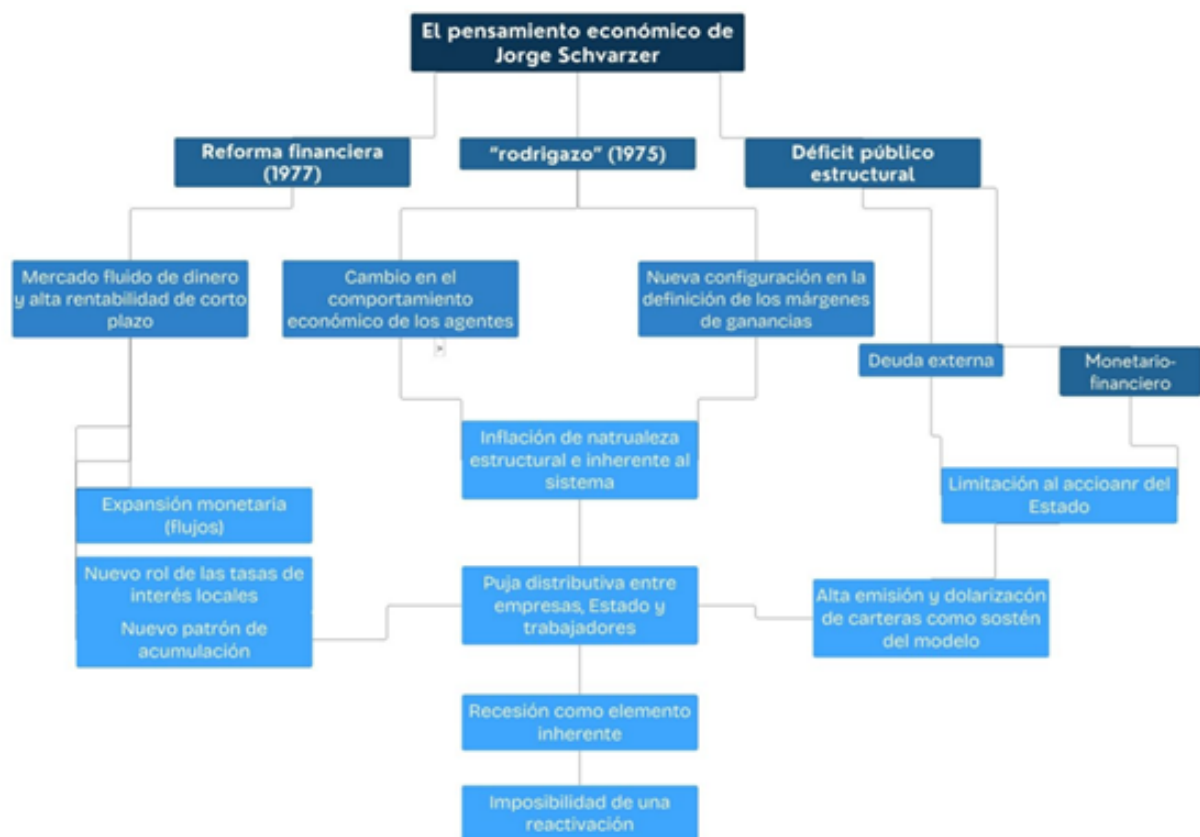 El pensamiento económico de
Jorge Schvarzer
Reforma financiera
(1977)
"rodrigazo" (1975)
Déficit público
estructural
Mercado fluido de dinero
y alta rentabilidad de corto
plazo
Cambio en el
comportamiento
económico de los agentes
Nueva configuración en la
definición de los márgenes
de ganancias
Deuda externa
Monetario-
financiero
Inflación de natrualeza
estructural e inherente al
sistema
Expansión monetaria
(flujos)
Limitación al accioanr del
Estado
Nuevo rol de las tasas de
interés locales
Nuevo patrón de
acumulación
Puja distributiva entre
empresas, Estado y
trabajadores
Alta emisión y dolarizacón
de carteras como sostén
del modelo
Recesión como elemento
inherente
Imposibilidad de una
reactivación